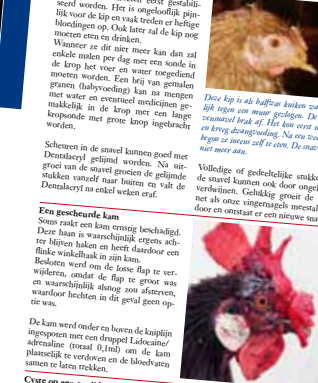 eerst gestabili-
seerd worden. Het is ongelooflijk pijn-
lijk voor de kip en vaak treden er heftige
bloedingen op. Ook later zal de kip nog
moeten eten en drinken.
Wanneer ze dit niet meer kan dan zal
enkele malen per dag met een sonde in
de krop het voer en water toegediend
moeten worden. Een brij van gemalen
granen (babyvoeding) kan na mengen
met water en eventueel medicijnen ge-
makkelijk in de krop met een lange
kropsonde met grote knop ingebracht
worden.
Scheuren in de snavel kunnen goed met
Dentalacryl gelijmd worden. Na uit-
groei van de snavel groeien de gelijmde
stukken vanzelf naar buiten en valt de
Dentalacryl na enkel weken eraf.
Een gescheurde kam
Soms raakt een kam ernstig beschadigd.
Deze haan is waarschijnlijk ergens ach-
ter blijven haken en heeft daardoor een
flinke winkelhaak in zijn kam.
Besloten werd om de losse flap te ver-
wijderen, omdat de flap te groot was
en waarschijnlijk alsnog zou afsterven,
waardoor hechten in dit geval geen op-
tie was.
De kam werd onder en boven de kniplijn
ingespoten met een druppel Lidocaine/
adrenaline (totaal 0,1ml) om de kam
plaatselijk te verdoven en de bloedvaten
samen te laten trekken.
Cyste op een
Deze kip is als halfwas kuiken
lijk tegen een muur gevlogen. De
bovensnavel brak af. Het kon eerst
en kreeg dwangvoeding. Na een
begon ze ineens zelf te eten. De
niet meer aan.
Volledige of gedeeltelijke
de snavel kunnen ook door
verdwijnen. Gelukkig groeit de
net als onze vingernagels meestal
door en ontstaat er een nieuwe